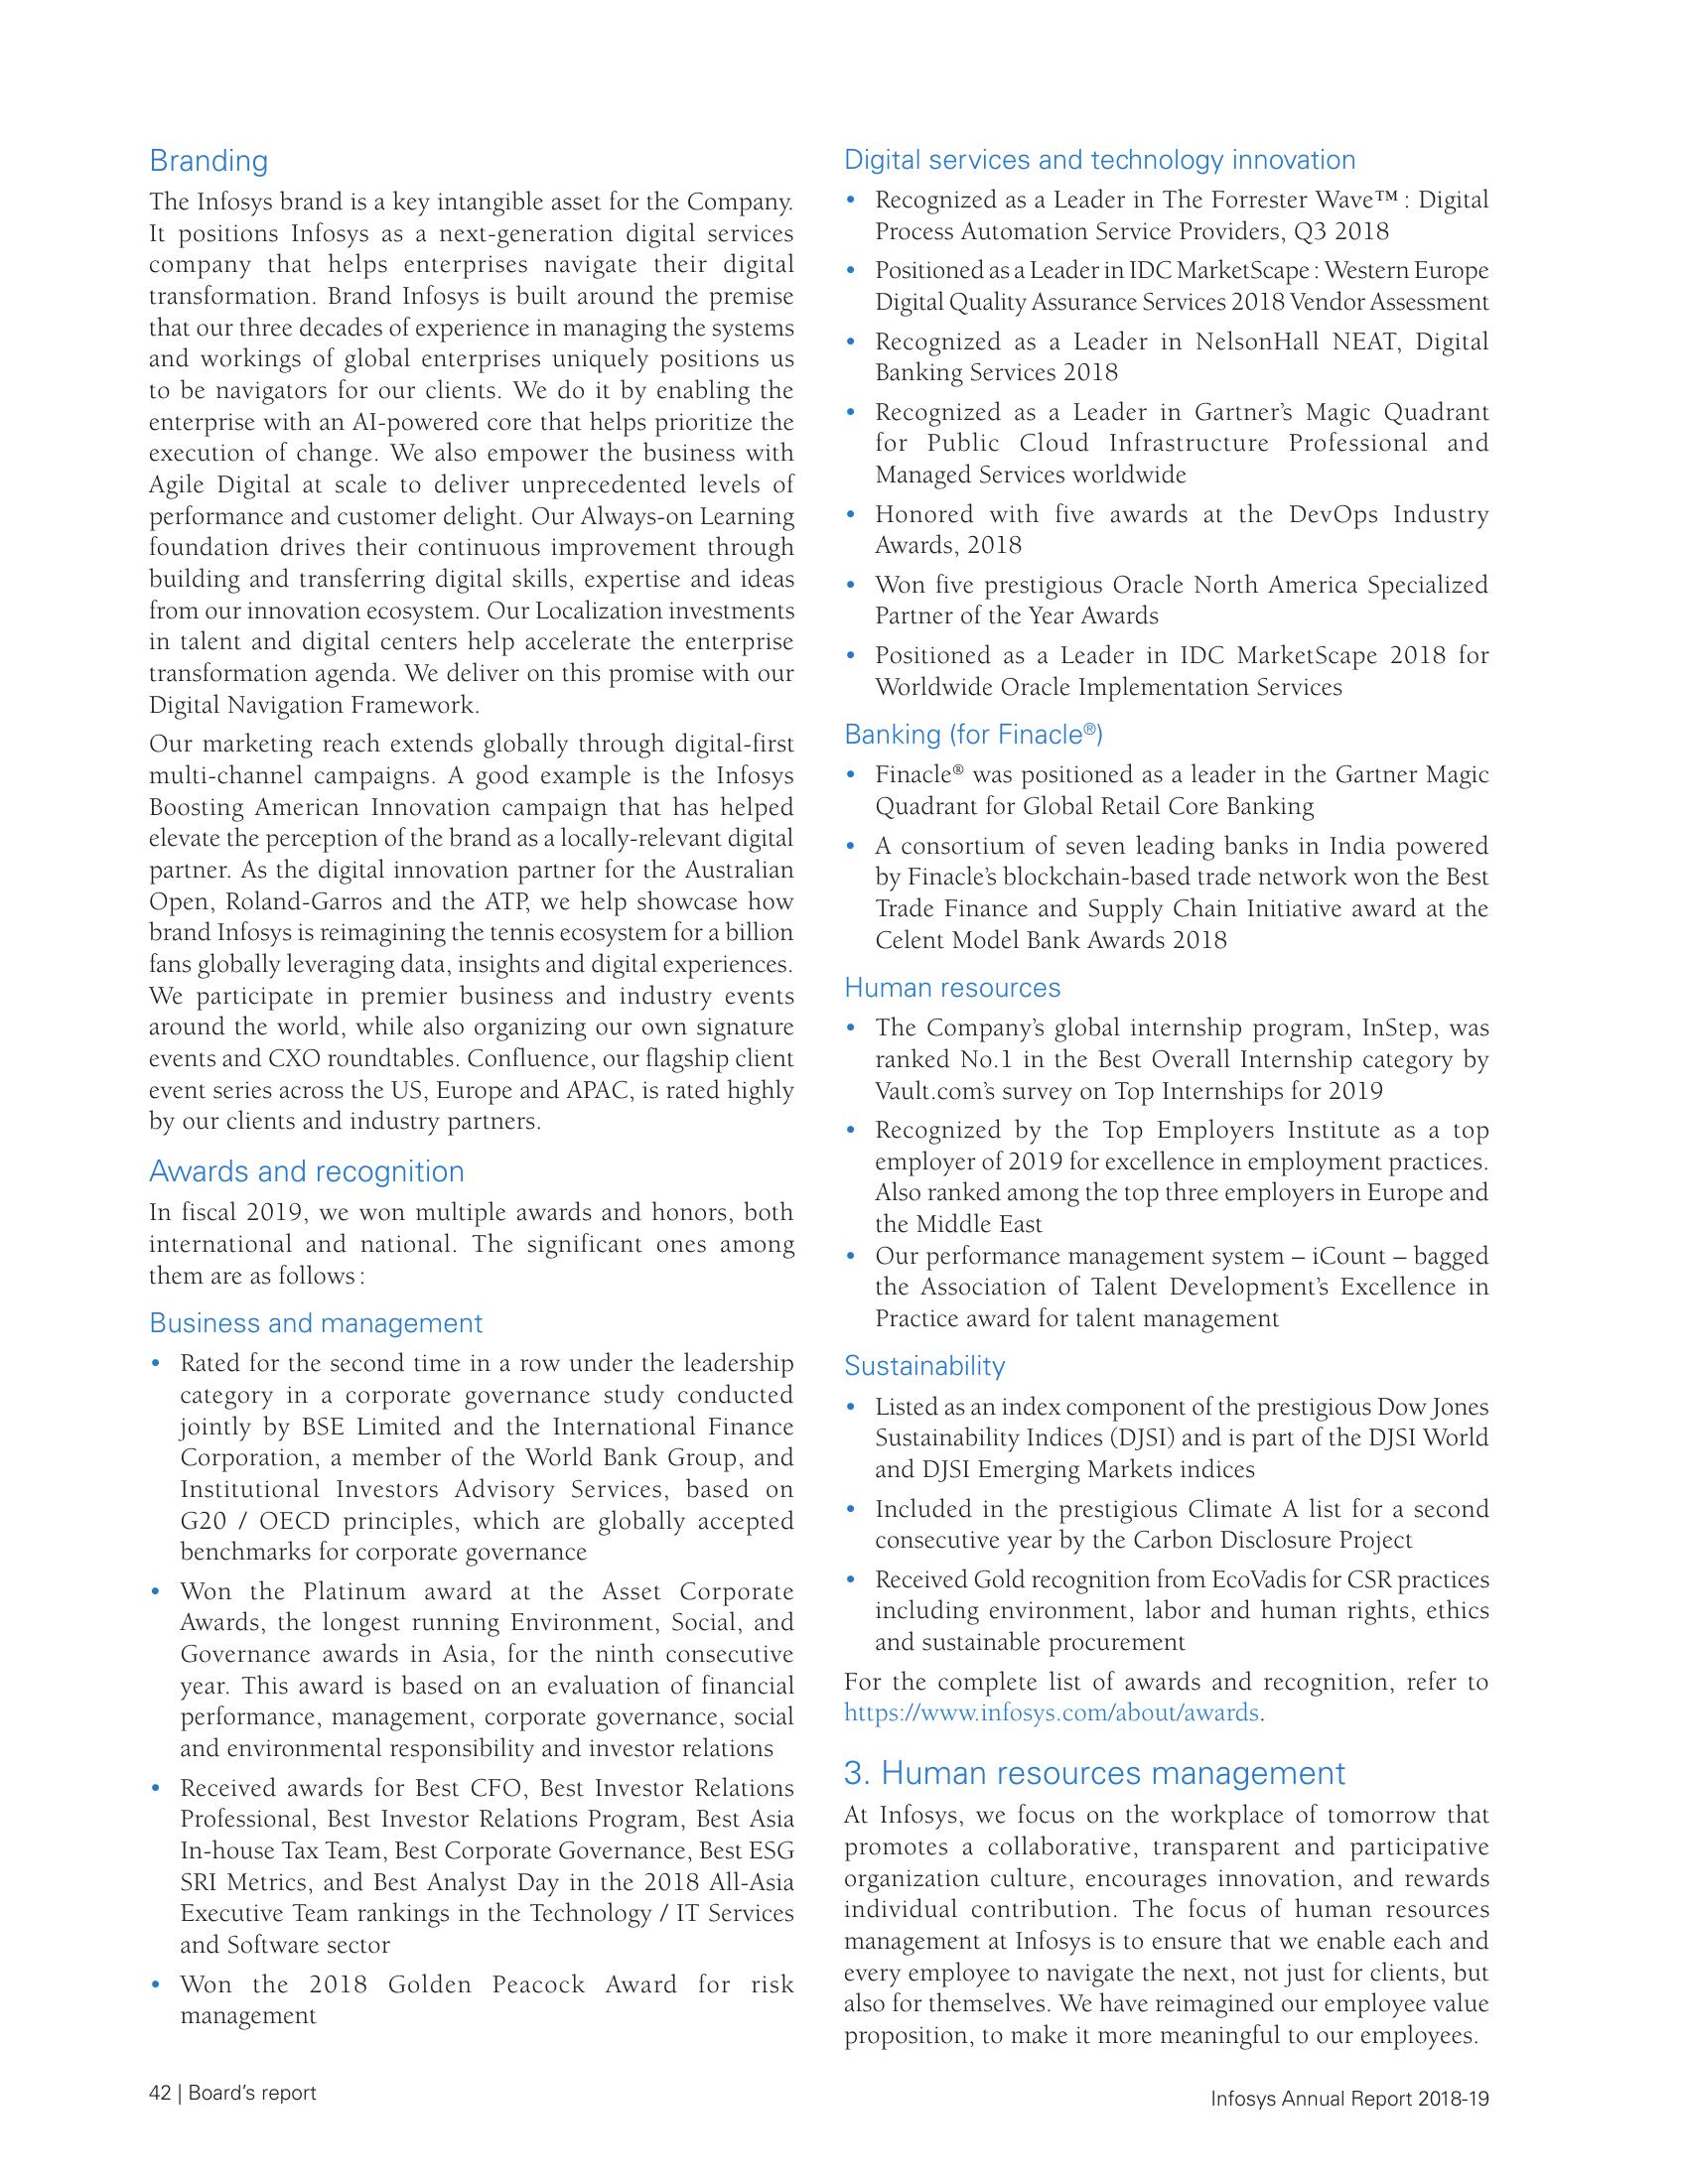 Branding
The Infosys brand is a key intangible asset for the Company.
It positions Infosys as a next-generation digital services
company that helps enterprises navigate their digital
transformation. Brand Infosys is built around the premise
that our three decades of experience in managing the systems
and workings of global enterprises uniquely positions us
to be navigators for our clients. We do it by enabling the
enterprise with an AI-powered core that helps prioritize the
execution of change. We also empower the business with
Agile Digital at scale to deliver unprecedented levels of
performance and customer delight. Our Always-on Learning
foundation drives their continuous improvement through
building and transferring digital skills, expertise and ideas
from our innovation ecosystem. Our Localization investments
in talent and digital centers help accelerate the enterprise
transformation agenda. We deliver on this promise with our
Digital Navigation Framework.
Our marketing reach extends globally through digital-first
multi-channel campaigns. A good example is the Infosys
Boosting American Innovation campaign that has helped
elevate the perception of the brand as a locally-relevant digital
partner. As the digital innovation partner for the Australian
Open, Roland-Garros and the ATP, we help showcase how
brand Infosys is reimagining the tennis ecosystem for a billion
fans globally leveraging data, insights and digital experiences.
We participate in premier business and industry events
around the world, while also organizing our own signature
events and CXO roundtables. Confluence, our flagship client
event series across the US, Europe and APAC, is rated highly
by our clients and industry partners.
Awards and recognition
In fiscal 2019, we won multiple awards and honors, both
international and national. The significant ones among
them are as follows :
Business and management
• Rated for the second time in a row under the leadership
category in a corporate governance study conducted
jointly by BSE Limited and the International Finance
Corporation, a member of the World Bank Group, and
Institutional Investors Advisory Services, based on
G20 / OECD principles, which are globally accepted
benchmarks for corporate governance
• Won the Platinum award at the Asset Corporate
Awards, the longest running Environment, Social, and
Governance awards in Asia, for the ninth consecutive
year. This award is based on an evaluation of financial
performance, management, corporate governance, social
and environmental responsibility and investor relations
• Received awards for Best CFO, Best Investor Relations
Professional, Best Investor Relations Program, Best Asia
In-house Tax Team, Best Corporate Governance, Best ESG
SRI Metrics, and Best Analyst Day in the 2018 All-Asia
Executive Team rankings in the Technology / IT Services
and Software sector
• Won the 2018 Golden Peacock Award for risk
management
Digital services and technology innovation
• Recognized as a Leader in The Forrester Wave™ : Digital
Process Automation Service Providers, Q3 2018
• Positioned as a Leader in IDC MarketScape : Western Europe
Digital Quality Assurance Services 2018 Vendor Assessment
• Recognized as a Leader in NelsonHall NEAT, Digital
Banking Services 2018
• Recognized as a Leader in Gartner's Magic Quadrant
for Public Cloud Infrastructure Professional and
Managed Services worldwide
• Honored with five awards at the DevOps Industry
Awards, 2018
• Won five prestigious Oracle North America Specialized
Partner of the Year Awards
• Positioned as a Leader in IDC MarketScape 2018 for
Worldwide Oracle Implementation Services
Banking (for Finacle®)
• Finacle® was positioned as a leader in the Gartner Magic
Quadrant for Global Retail Core Banking
• A consortium of seven leading banks in India powered
by Finacle's blockchain-based trade network won the Best
Trade Finance and Supply Chain Initiative award at the
Celent Model Bank Awards 2018
Human resources
• The Company's global internship program, InStep, was
ranked No.1 in the Best Overall Internship category by
Vault.com's survey on Top Internships for 2019
• Recognized by the Top Employers Institute as a top
employer of 2019 for excellence in employment practices.
Also ranked among the top three employers in Europe and
the Middle East
• Our performance management system – iCount – bagged
the Association of Talent Development's Excellence in
Practice award for talent management
Sustainability
• Listed as an index component of the prestigious Dow Jones
Sustainability Indices (DJSI) and is part of the DJSI World
and DJSI Emerging Markets indices
• Included in the prestigious Climate A list for a second
consecutive year by the Carbon Disclosure Project
• Received Gold recognition from EcoVadis for CSR practices
including environment, labor and human rights, ethics
and sustainable procurement
For the complete list of awards and recognition, refer to
https://www.infosys.com/about/awards.
3. Human resources management
At Infosys, we focus on the workplace of tomorrow that
promotes a collaborative, transparent and participative
organization culture, encourages innovation, and rewards
individual contribution. The focus of human resources
management at Infosys is to ensure that we enable each and
every employee to navigate the next, not just for clients, but
also for themselves. We have reimagined our employee value
proposition, to make it more meaningful to our employees.
42 | Board's report
Infosys Annual Report 2018-19